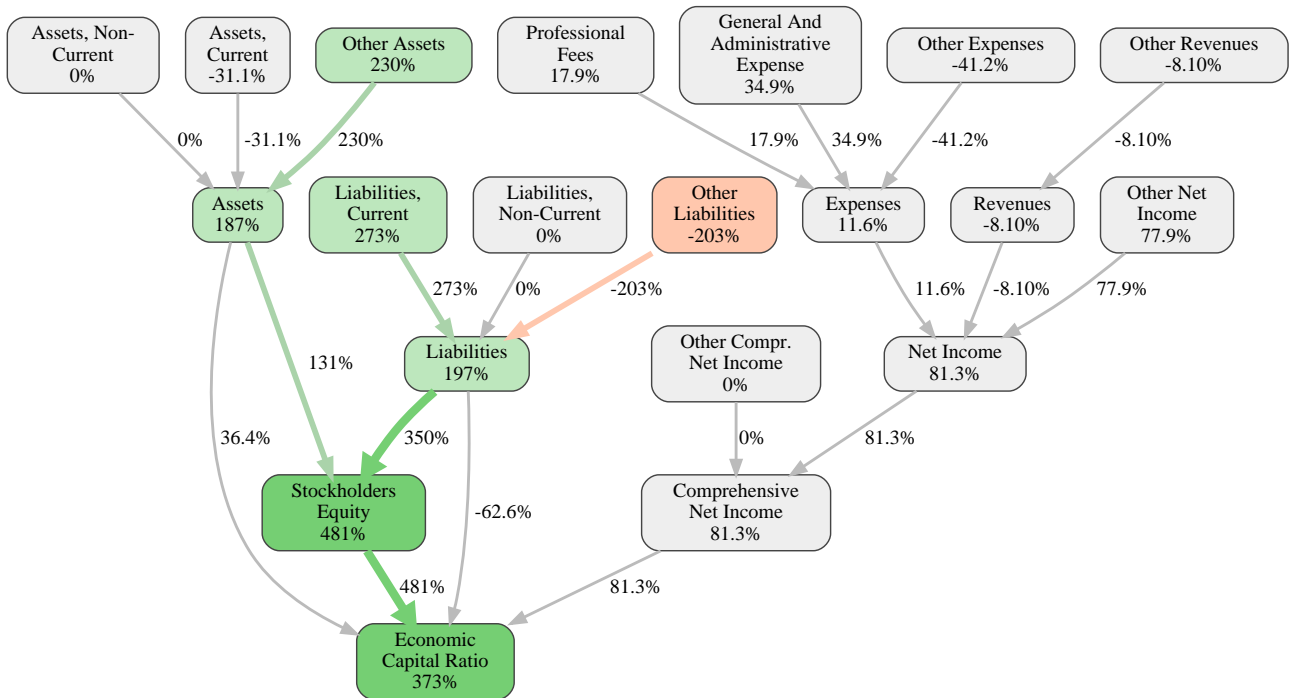 Assets, Non-
Current
0%
Assets,
Current
-31.1%
Other Assets
230%
Professional
Fees
17.9%
General And
Administrative
Expense
34.9%
Other Expenses
-41.2%
Other Revenues
-8.10%
0%
-31.1%
230%
17.9%
34.9%
-41.2%
-8.10%
Assets
187%
Liabilities,
Current
273%
Liabilities,
Non-Current
0%
Other
Liabilities
-203%
Expenses
11.6%
Revenues
-8.10%
Other Net
Income
77.9%
273%
0%
-203%
11.6%
-8.10%
77.9%
131%
Liabilities
197%
Other Compr.
Net Income
0%
Net Income
81.3%
36.4%
350%
0%
81.3%
Stockholders
Equity
481%
-62.6%
Comprehensive
Net Income
81.3%
481%
81.3%
Economic
Capital Ratio
373%